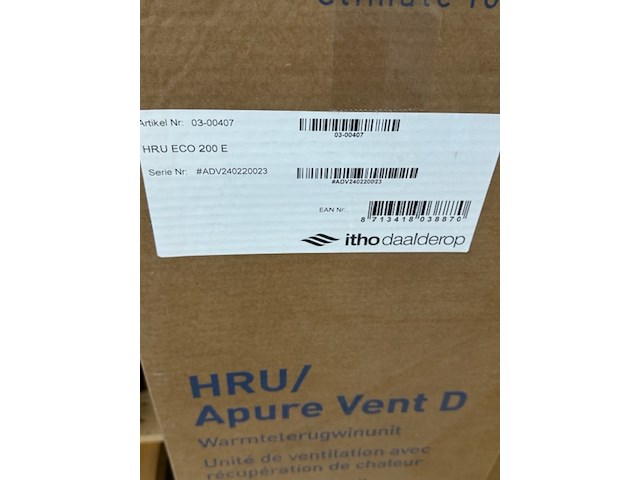 Artikel Nr: 03-00407
03-00407
HRU ECO 200 E
Serie Nr: #ADV240220023
#ADV240220023
EAN Nr:
8 713418 038870
ithodaalderop
HRU/
Apure Vent D
Warmteterugwinunit
Unité de ventilation avec
récupération de chaleur